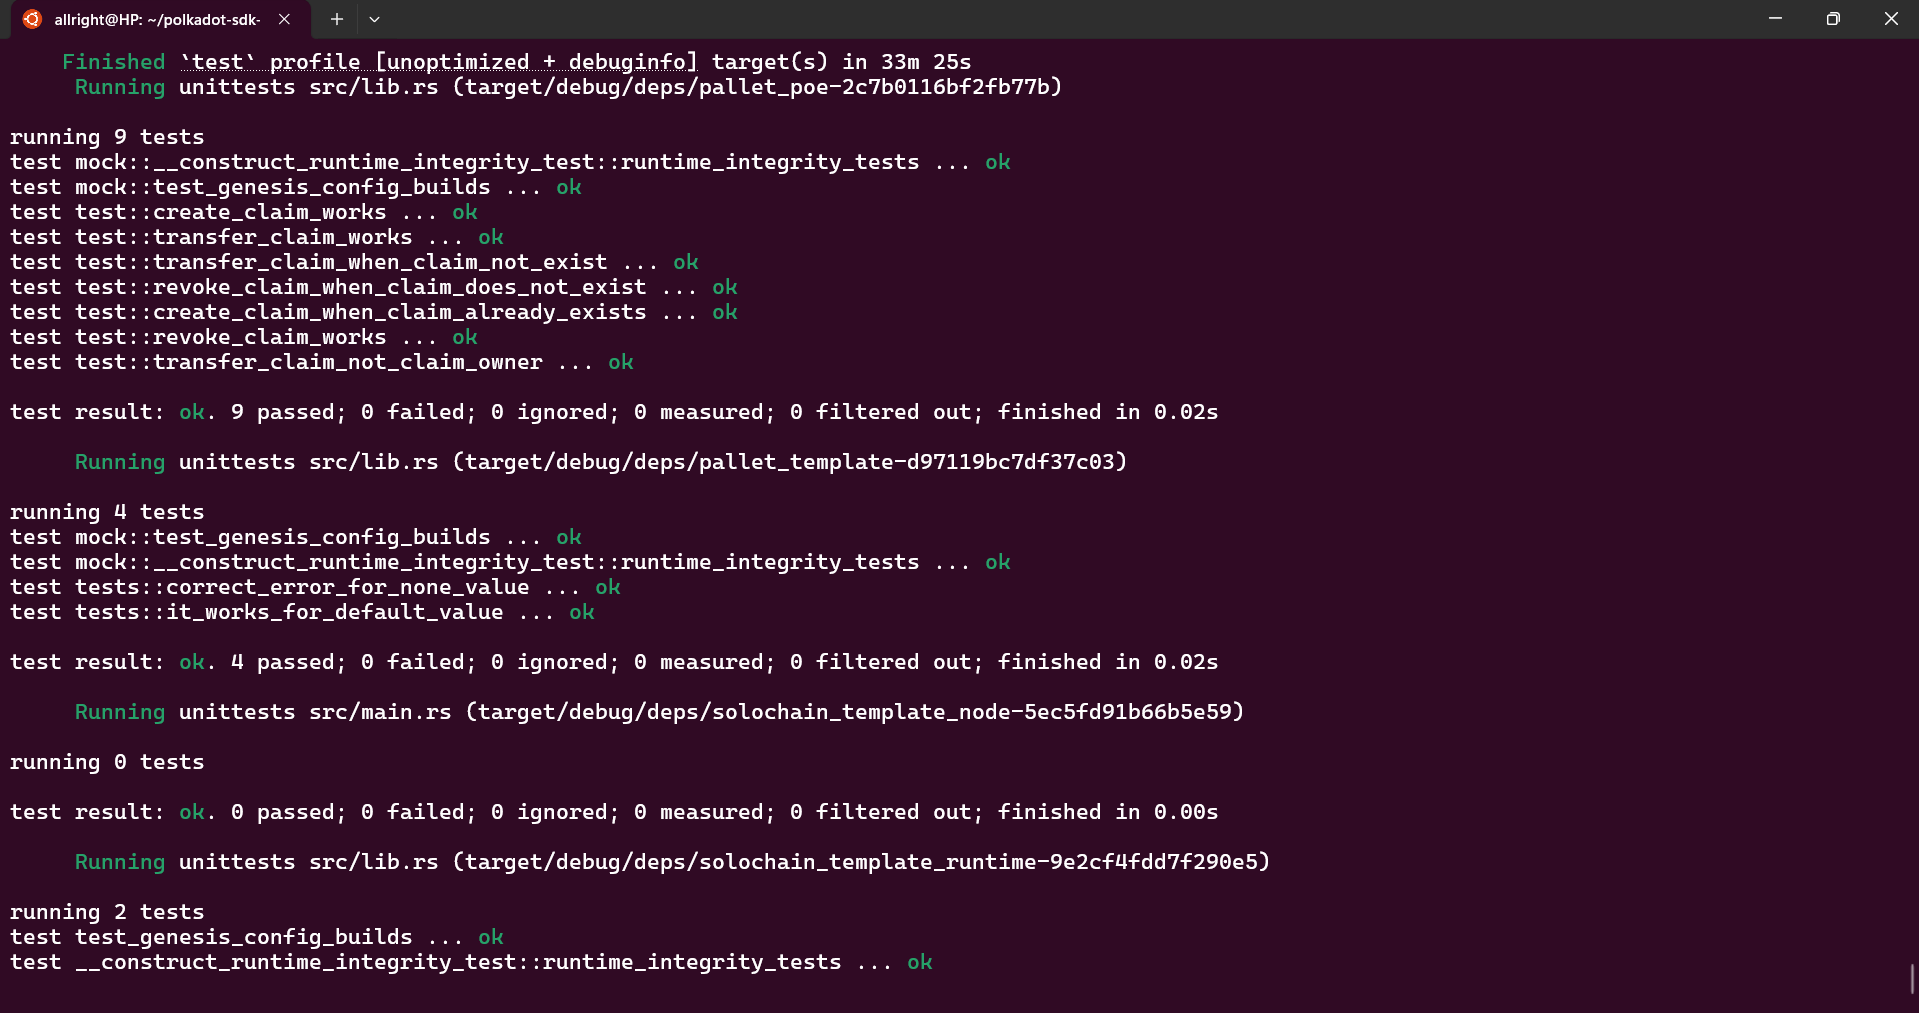 allright@HP: ~/polkadot-sdk-
Finished `test` profile [unoptimized + debuginfo] target(s) in 33m 25s
Running unittests src/lib.rs (target/debug/deps/pallet_poe-2c7b0116bf2fb77b)
running 9 tests
test mock::__construct_runtime_integrity_test::runtime_integrity_tests ... ok
test mock::test_genesis_config_builds ... ok
test test::create_claim_works ... ok
test test::transfer_claim_works ... ok
test test::transfer_claim_when_claim_not_exist ... ok
test test::revoke_claim_when_claim_does_not_exist ... ok
test test::create_claim_when_claim_already_exists ... ok
test test::revoke_claim_works ... ok
test test::transfer_claim_not_claim_owner ... ok
test result: ok. 9 passed; 0 failed; 0 ignored; 0 measured; 0 filtered out; finished in 0.02s
Running unittests src/lib.rs (target/debug/deps/pallet_template-d97119bc7df37c03)
running 4 tests
test mock::test_genesis_config_builds ... ok
test mock::__construct_runtime_integrity_test::runtime_integrity_tests ... ok
test tests::correct_error_for_none_value ... ok
test tests::it_works_for_default_value ... ok
test result: ok. 4 passed; 0 failed; 0 ignored; 0 measured; 0 filtered out; finished in 0.02s
Running unittests src/main.rs (target/debug/deps/solochain_template_node-5ec5fd91b66b5e59)
running 0 tests
test result: ok. 0 passed; 0 failed; 0 ignored; 0 measured; 0 filtered out; finished in 0.00s
Running unittests src/lib.rs (target/debug/deps/solochain_template_runtime-9e2cf4fdd7f290e5)
running 2 tests
test test_genesis_config_builds ... ok
test __construct_runtime_integrity_test::runtime_integrity_tests ... ok